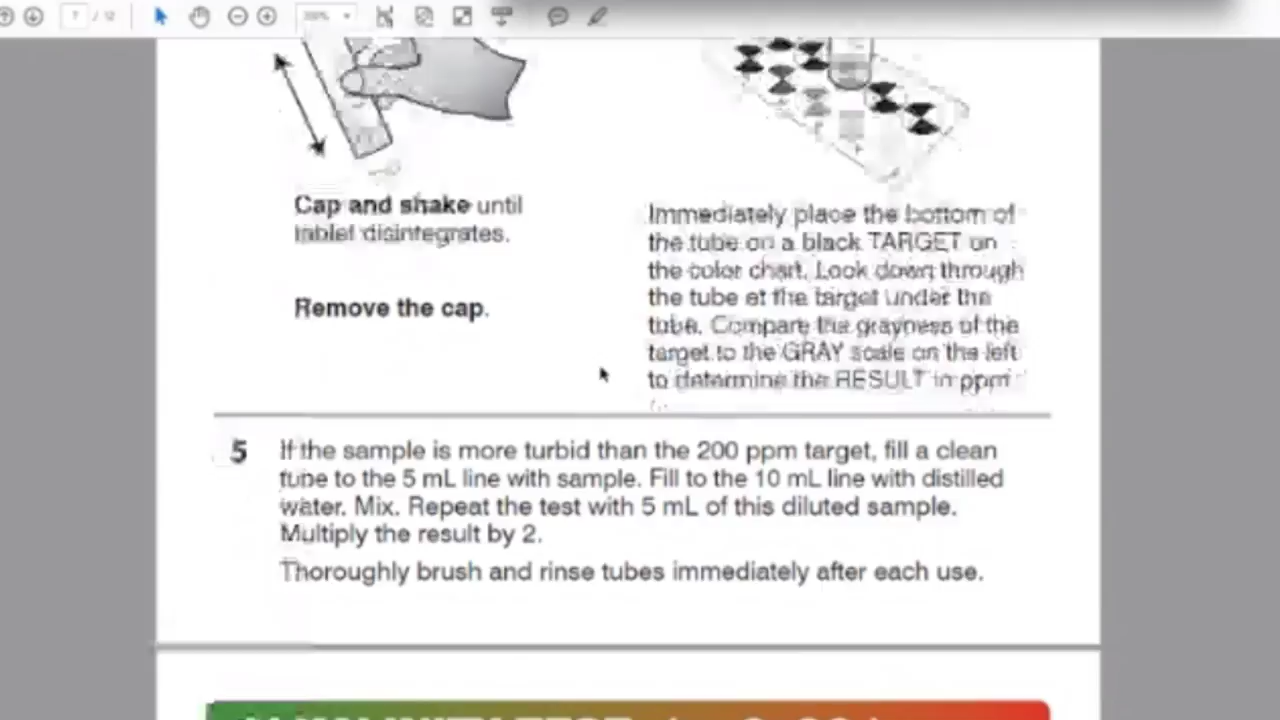 7 / 12
Cap and shake until
tablet disintegrates.
Remove the cap.
Immediately place the bottom of
the tube on a black TARGET on
the color chart. Look down through
the tube at the target under the
tube. Compare the grayness of the
target to the GRAY scale on the left
to determine the RESULT in ppm
5 If the sample is more turbid than the 200 ppm target, fill a clean
tube to the 5 mL line with sample. Fill to the 10 mL line with distilled
water. Mix. Repeat the test with 5 mL of this diluted sample.
Multiply the result by 2.
Thoroughly brush and rinse tubes immediately after each use.